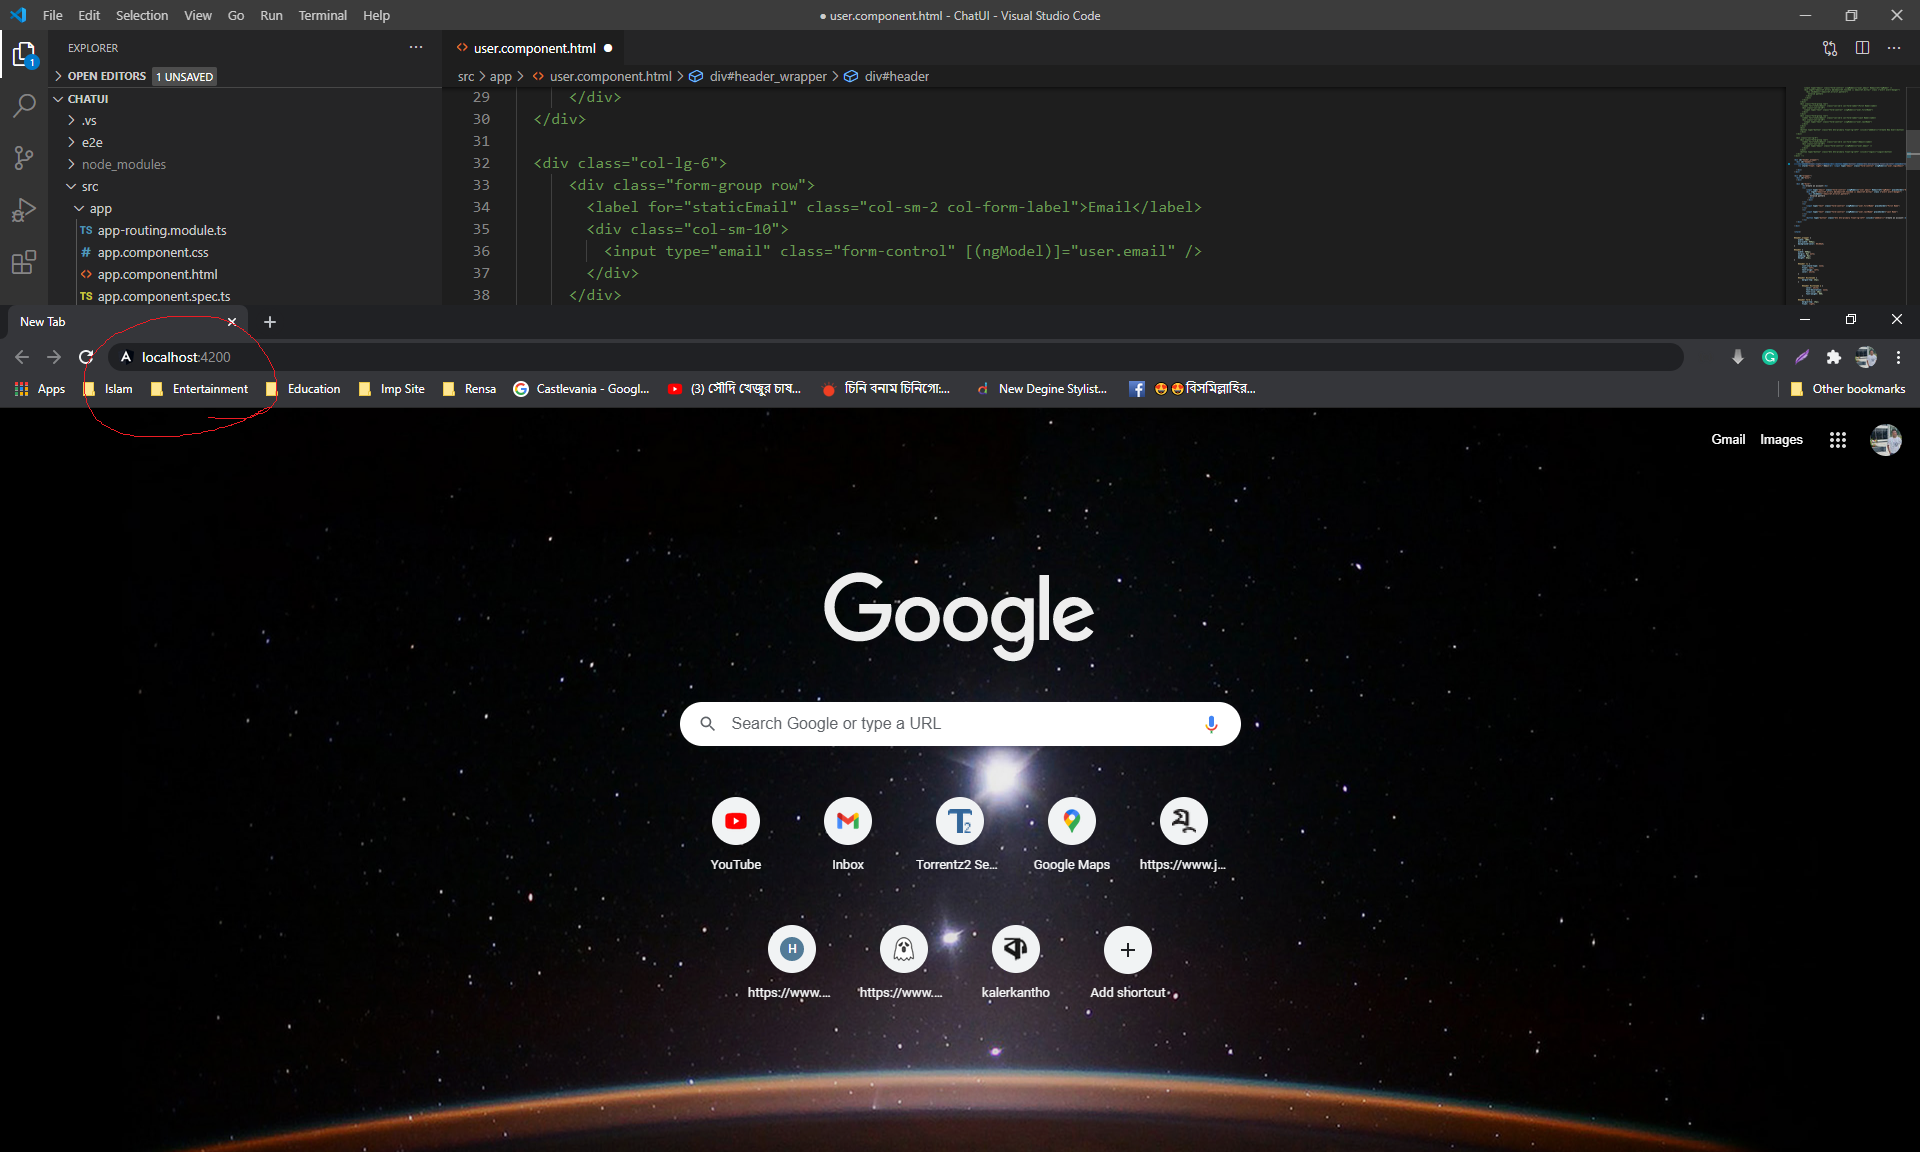 File Edit Selection View Go Run Terminal Help
● user.component.html - ChatUI - Visual Studio Code
EXPLORER
user.component.html
1
OPEN EDITORS 1 UNSAVED
src > app > user.component.html > div#header_wrapper > div#header
CHATUI
.vs
e2e
node_modules
src
app
TS app-routing.module.ts
# app.component.css
<> app.component.html
TS app.component.spec.ts
29 </div>
30 </div>
31
32 <div class="col-lg-6">
33 <div class="form-group row">
34 <label for="staticEmail" class="col-sm-2 col-form-label">Email</label>
35 <div class="col-sm-10">
36 <input type="email" class="form-control" [(ngModel)]="user.email" />
37 </div>
38 </div>
New Tab
localhost:4200
Apps Islam Entertainment Education Imp Site Rensa Castlevania - Googl... (3) সৌদি খেজুর চাষ... চিনি বনাম চিনিগো:... New Degine Stylist... 😍😍বিসমিল্লাহির... Other bookmarks
Gmail Images
Google
Search Google or type a URL
YouTube Inbox Torrentz2 Se... Google Maps https://www.j...
https://www.... 'https://www.... kalerkantho Add shortcut